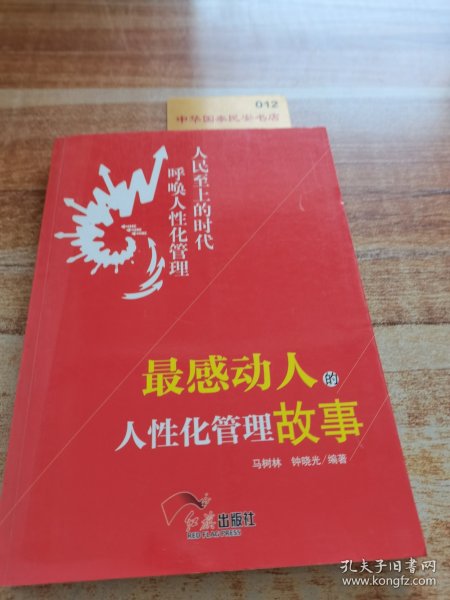 012
中华国泰民安书店
人民至上的时代
呼唤人性化管理
最感动人的
人性化管理故事
马树林 钟晓光/编著
红旗出版社
RED FLAG PRESS
孔夫子旧书网
www.kongfz.com